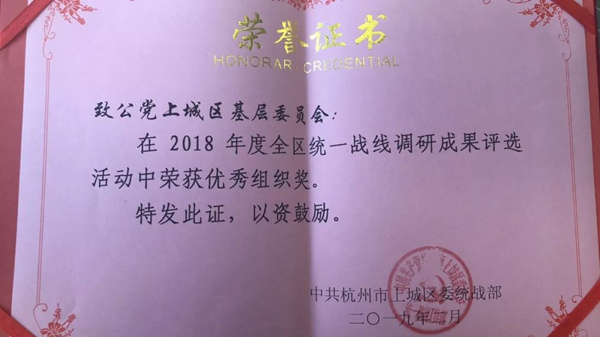 荣誉证书
HONORARY CREDENTIAL
致公党上城区基层委员会：
在 2018 年度全区统一战线调研成果评选
活动中荣获优秀组织奖。
特发此证，以资鼓励。
中共杭州市上城区委统战部
二〇一九年二月